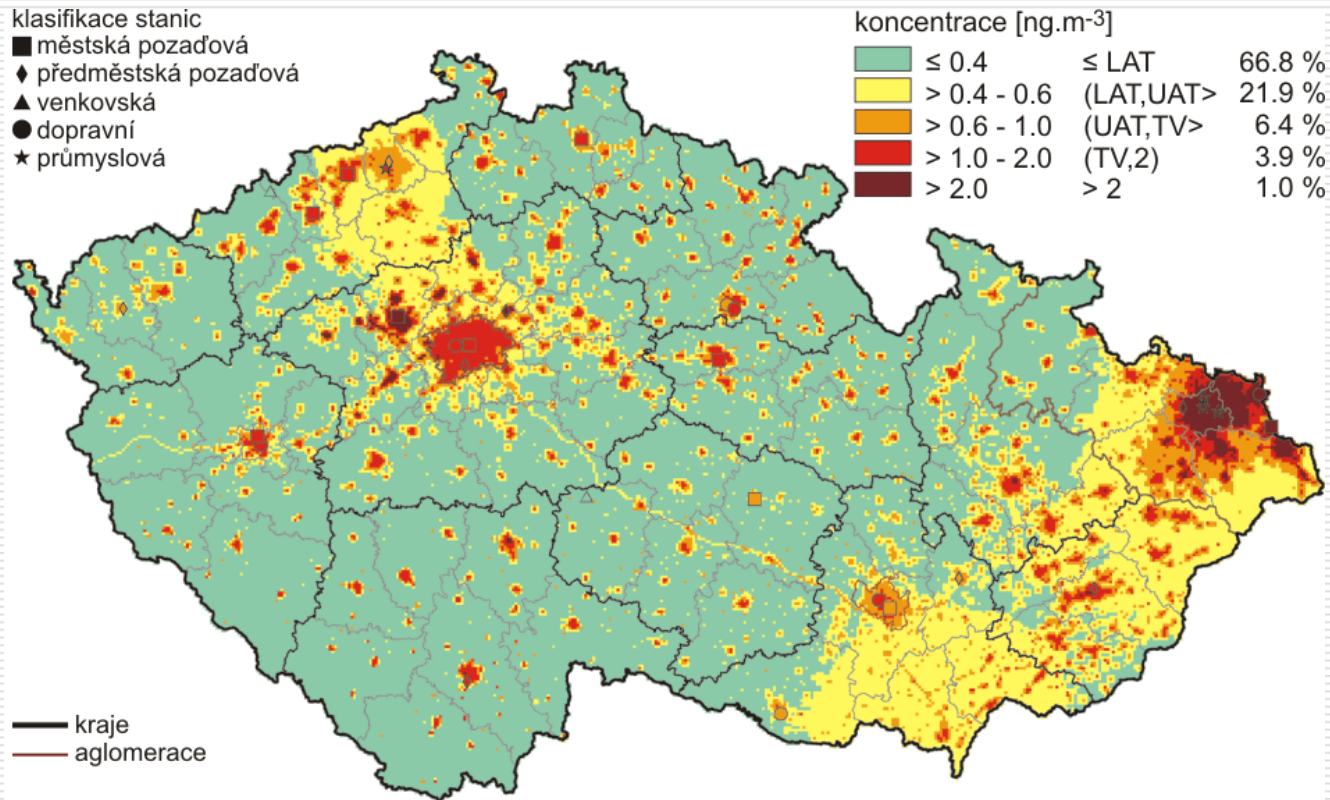 klasifikace stanic
městská pozaďová
předměstská pozaďová
venkovská
dopravní
průmyslová
koncentrace [ng.m-3]
≤ 0.4 ≤ LAT 66.8 %
> 0.4 - 0.6 (LAT,UAT> 21.9 %
> 0.6 - 1.0 (UAT,TV> 6.4 %
> 1.0 - 2.0 (TV,2) 3.9 %
> 2.0 > 2 1.0 %
kraje
aglomerace